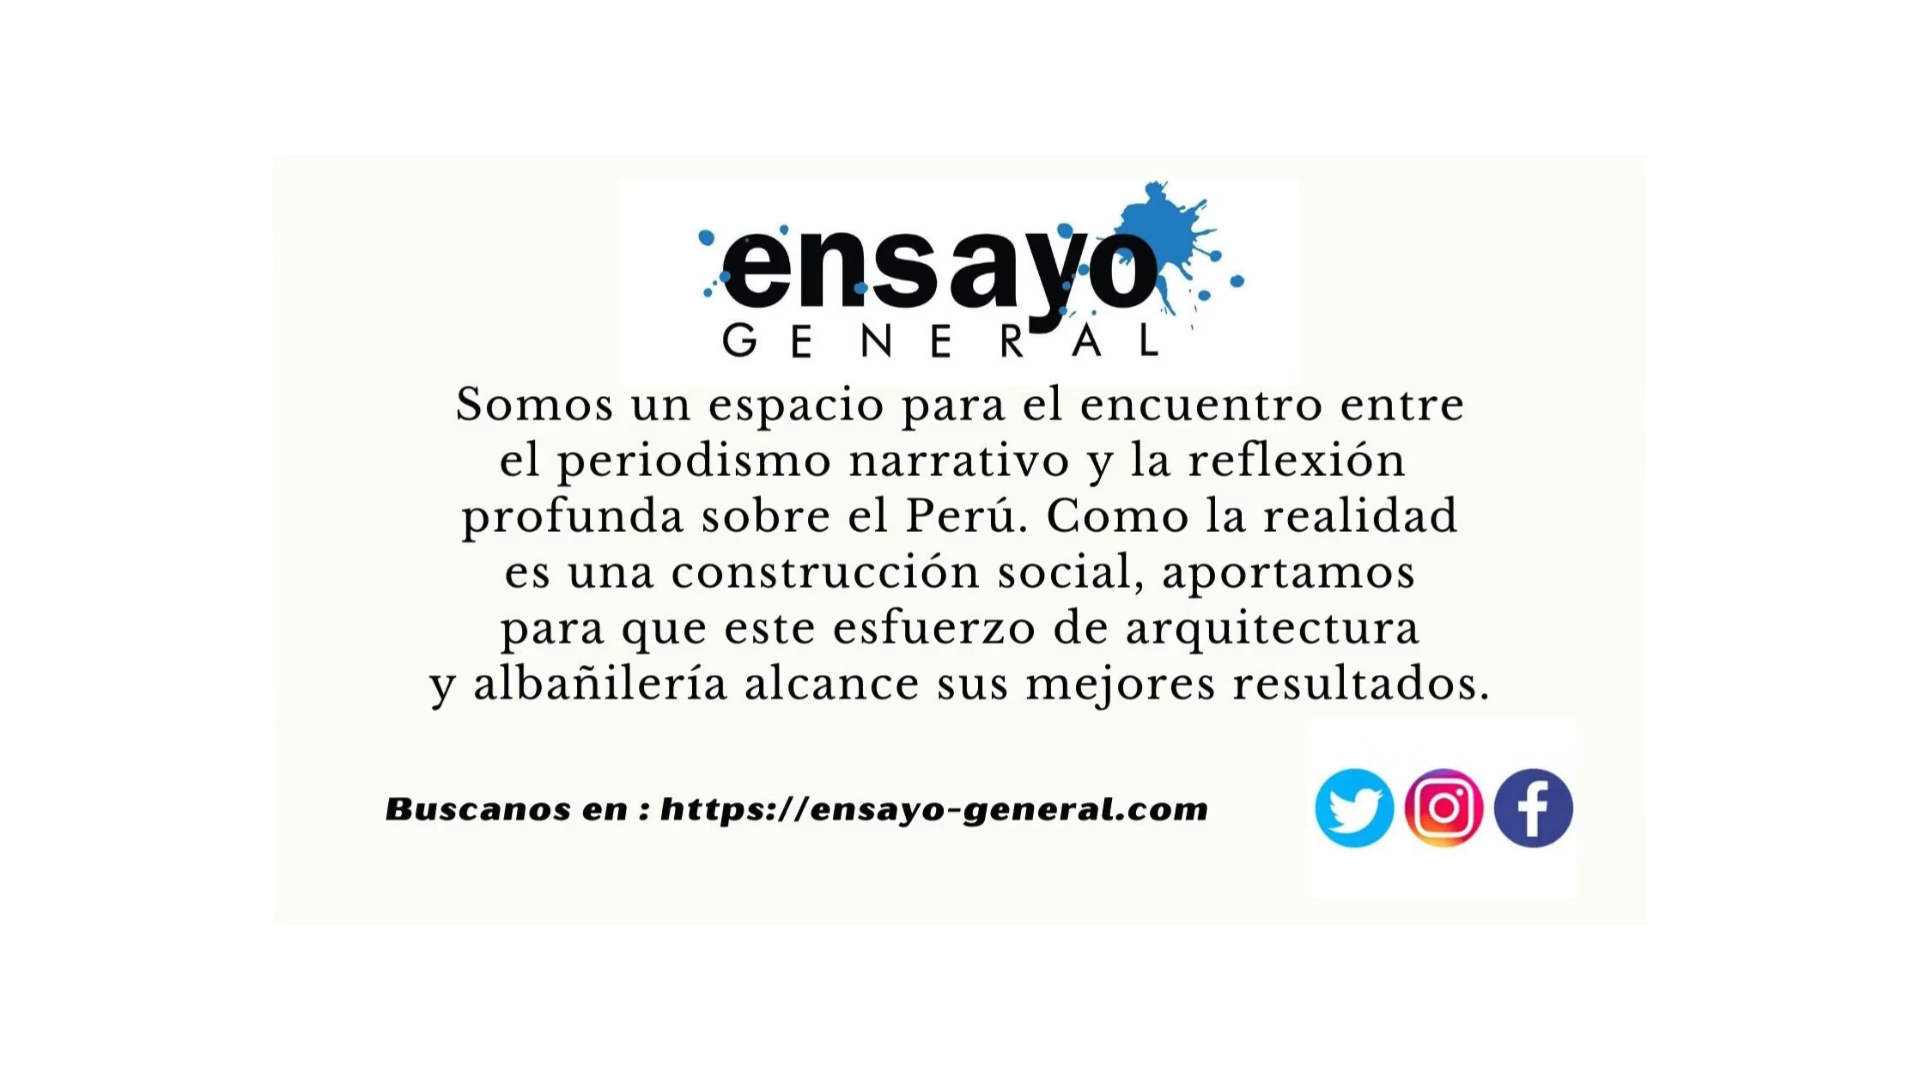 ensayo
GENERAL
Somos un espacio para el encuentro entre
el periodismo narrativo y la reflexión
profunda sobre el Perú. Como la realidad
es una construcción social, aportamos
para que este esfuerzo de arquitectura
y albañilería alcance sus mejores resultados.
Buscanos en : https://ensayo-general.com